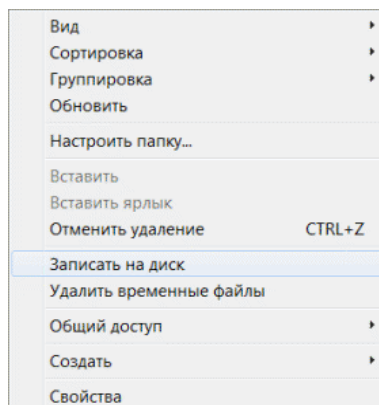 Вид
Сортировка
Группировка
Обновить
Настроить папку...
Вставить
Вставить ярлык
Отменить удаление CTRL+Z
Записать на диск
Удалить временные файлы
Общий доступ
Создать
Свойства